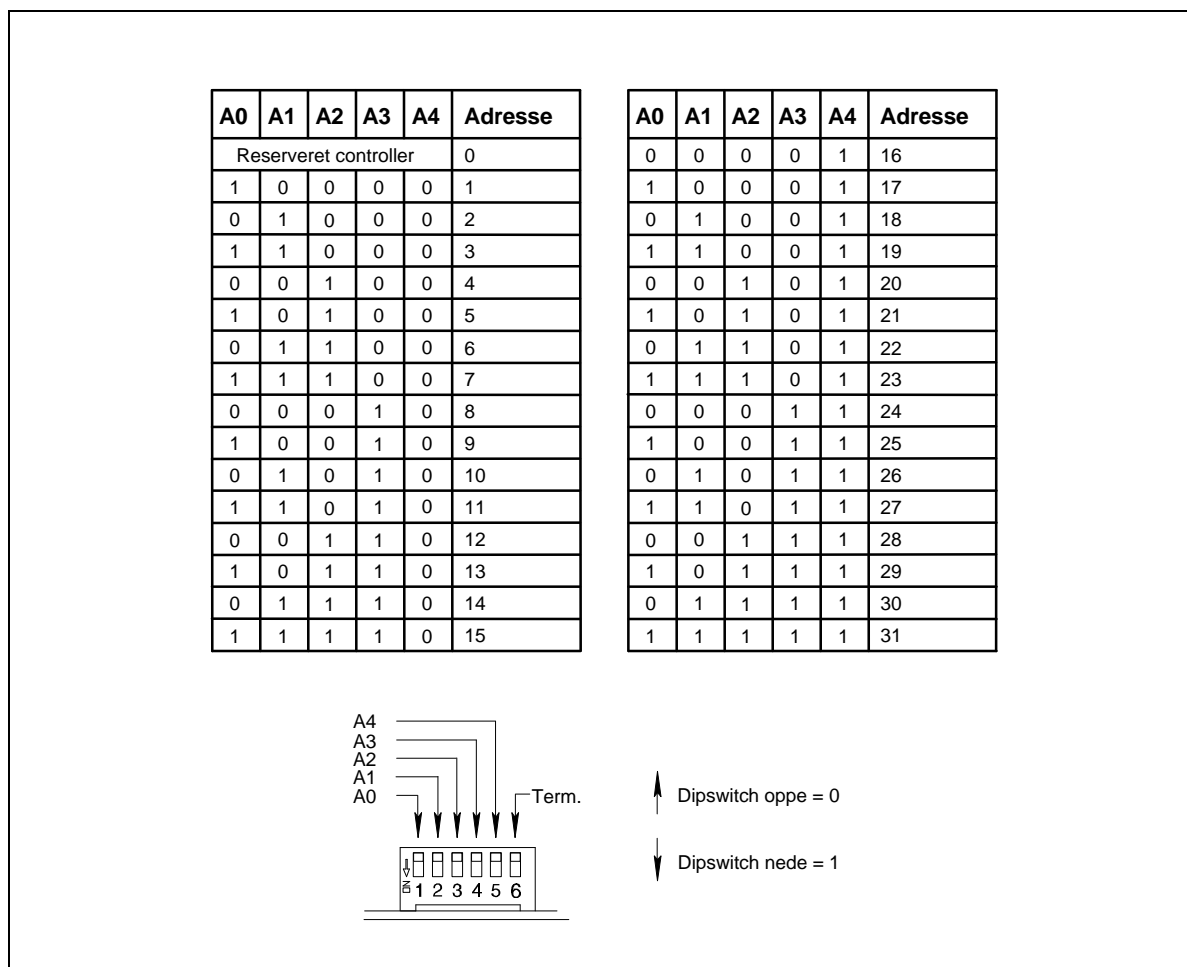 A0 A1 A2 A3 A4 Adresse
Reserveret controller 0
1 0 0 0 0 1
0 1 0 0 0 2
1 1 0 0 0 3
0 0 1 0 0 4
1 0 1 0 0 5
0 1 1 0 0 6
1 1 1 0 0 7
0 0 0 1 0 8
1 0 0 1 0 9
0 1 0 1 0 10
1 1 0 1 0 11
0 0 1 1 0 12
1 0 1 1 0 13
0 1 1 1 0 14
1 1 1 1 0 15
A0 A1 A2 A3 A4 Adresse
0 0 0 0 1 16
1 0 0 0 1 17
0 1 0 0 1 18
1 1 0 0 1 19
0 0 1 0 1 20
1 0 1 0 1 21
0 1 1 0 1 22
1 1 1 0 1 23
0 0 0 1 1 24
1 0 0 1 1 25
0 1 0 1 1 26
1 1 0 1 1 27
0 0 1 1 1 28
1 0 1 1 1 29
0 1 1 1 1 30
1 1 1 1 1 31
A4
A3
A2
A1
A0
Term.
ON
1 2 3 4 5 6
Dipswitch oppe = 0
Dipswitch nede = 1